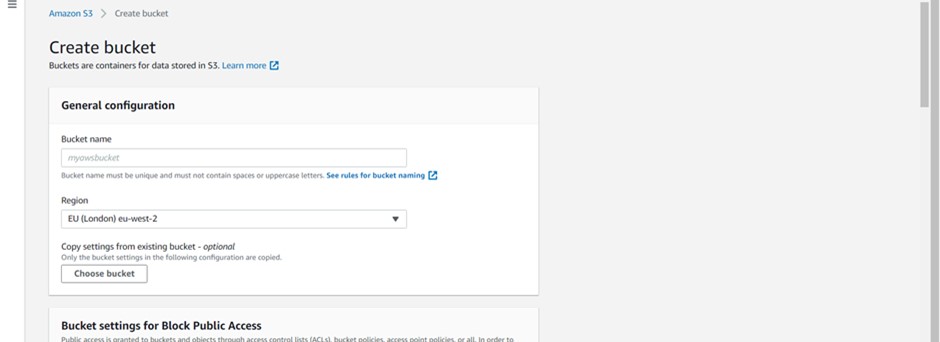 Amazon S3 > Create bucket
Create bucket
Buckets are containers for data stored in S3. Learn more
General configuration
Bucket name
myawsbucket
Bucket name must be unique and must not contain spaces or uppercase letters. See rules for bucket naming
Region
EU (London) eu-west-2
Copy settings from existing bucket - optional
Only the bucket settings in the following configuration are copied.
Choose bucket
Bucket settings for Block Public Access
Public access is granted to buckets and objects through access control lists (ACLs), bucket policies, access point policies, or all. In order to